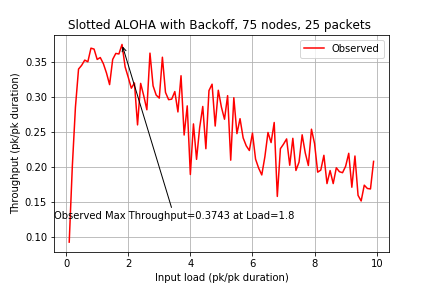 Slotted ALOHA with Backoff, 75 nodes, 25 packets
Observed
Throughput (pk/pk duration)
0.35
0.30
0.25
0.20
0.15
0.10
Observed Max Throughput=0.3743 at Load=1.8
0 2 4 6 8 10
Input load (pk/pk duration)